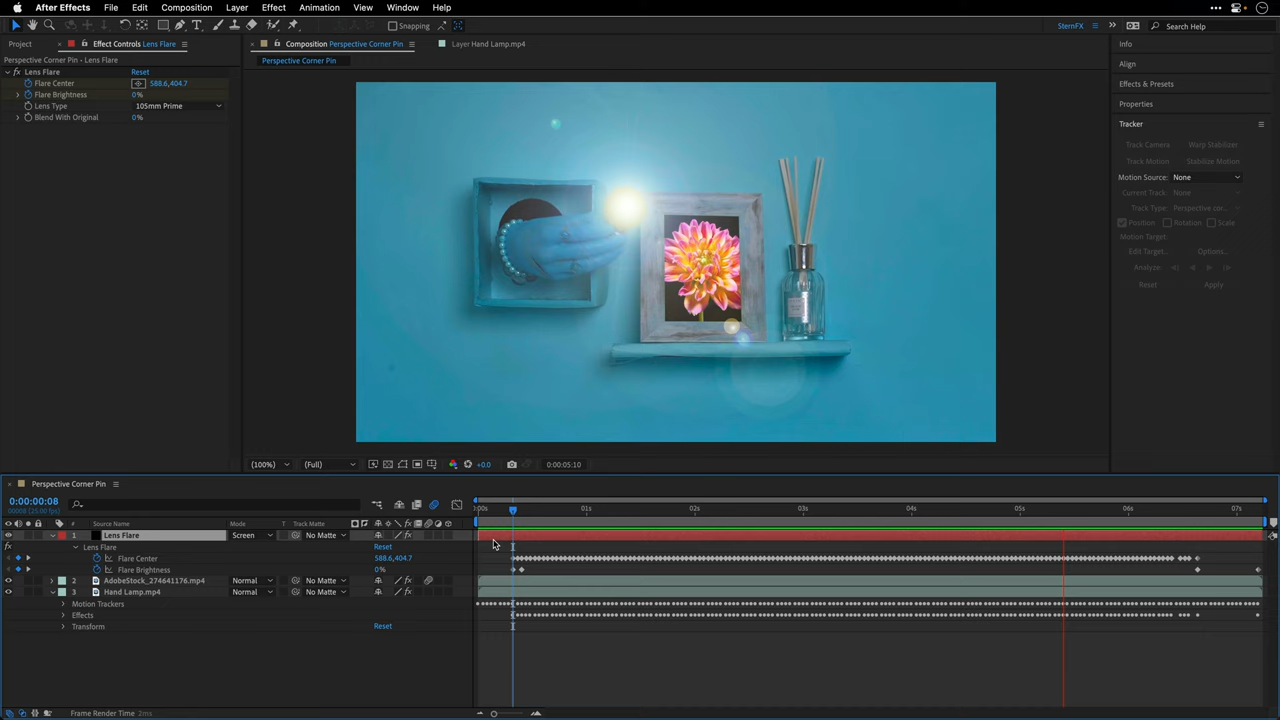 After Effects File Edit Composition Layer Effect Animation View Window Help
Snapping SternFX Search Help
Project Effect Controls Lens Flare Composition Perspective Corner Pin Layer Hand Lamp.mp4 Info
Perspective Corner Pin • Lens Flare Perspective Corner Pin
Align
fx Lens Flare Reset
Flare Center 588.6,404.7 Effects & Presets
Flare Brightness 0%
Lens Type 105mm Prime Properties
Blend With Original 0%
Tracker
Track Camera Warp Stabilizer
Track Motion Stabilize Motion
Motion Source: None
Current Track: None
Track Type: Perspective cor...
Position Rotation Scale
Motion Target:
Edit Target... Options...
Analyze:
Reset Apply
(100%) (Full) +0.0 0:00:05:10
Perspective Corner Pin
0:00:00:08
00008 (25.00 fps)
:00s 01s 02s 03s 04s 05s 06s 07s
# Source Name Mode T Track Matte
1 Lens Flare Screen No Matte
fx Lens Flare Reset
Flare Center 588.6,404.7
Flare Brightness 0%
2 AdobeStock_274641176.mp4 Normal No Matte
3 Hand Lamp.mp4 Normal No Matte
Motion Trackers
Effects
Transform Reset
Frame Render Time 2ms